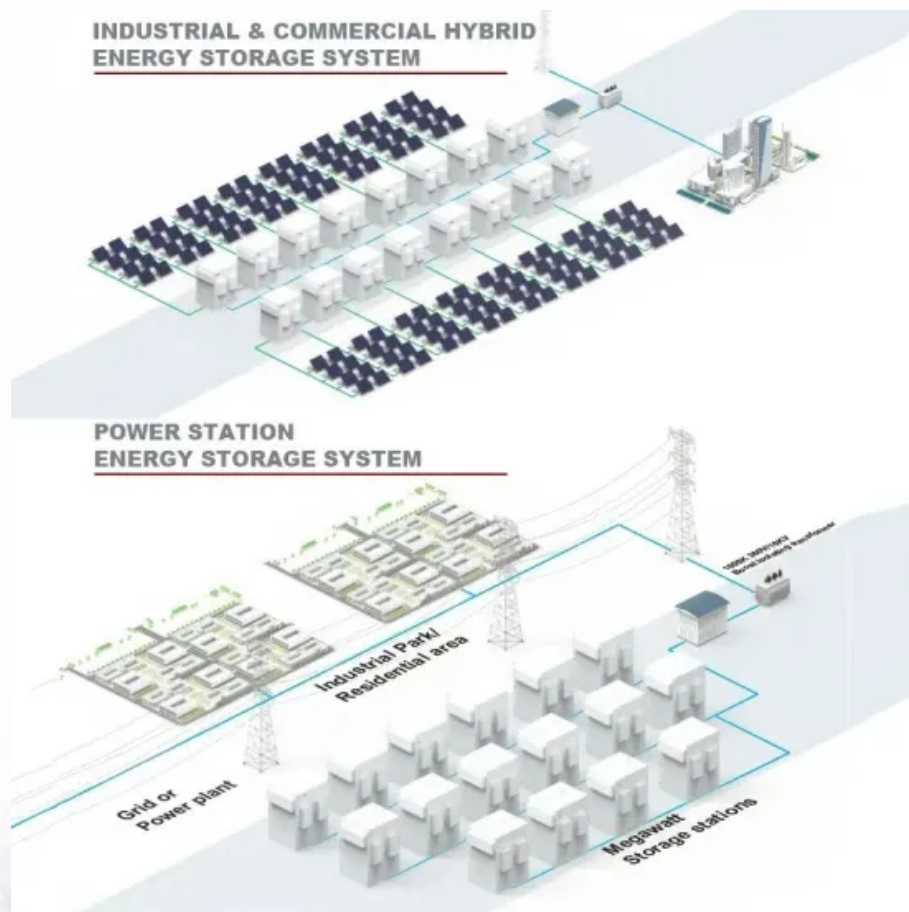 INDUSTRIAL & COMMERCIAL HYBRID
ENERGY STORAGE SYSTEM
POWER STATION
ENERGY STORAGE SYSTEM
Industrial Park/
Residential area
Grid or
Power plant
Megawatt
Storage stations